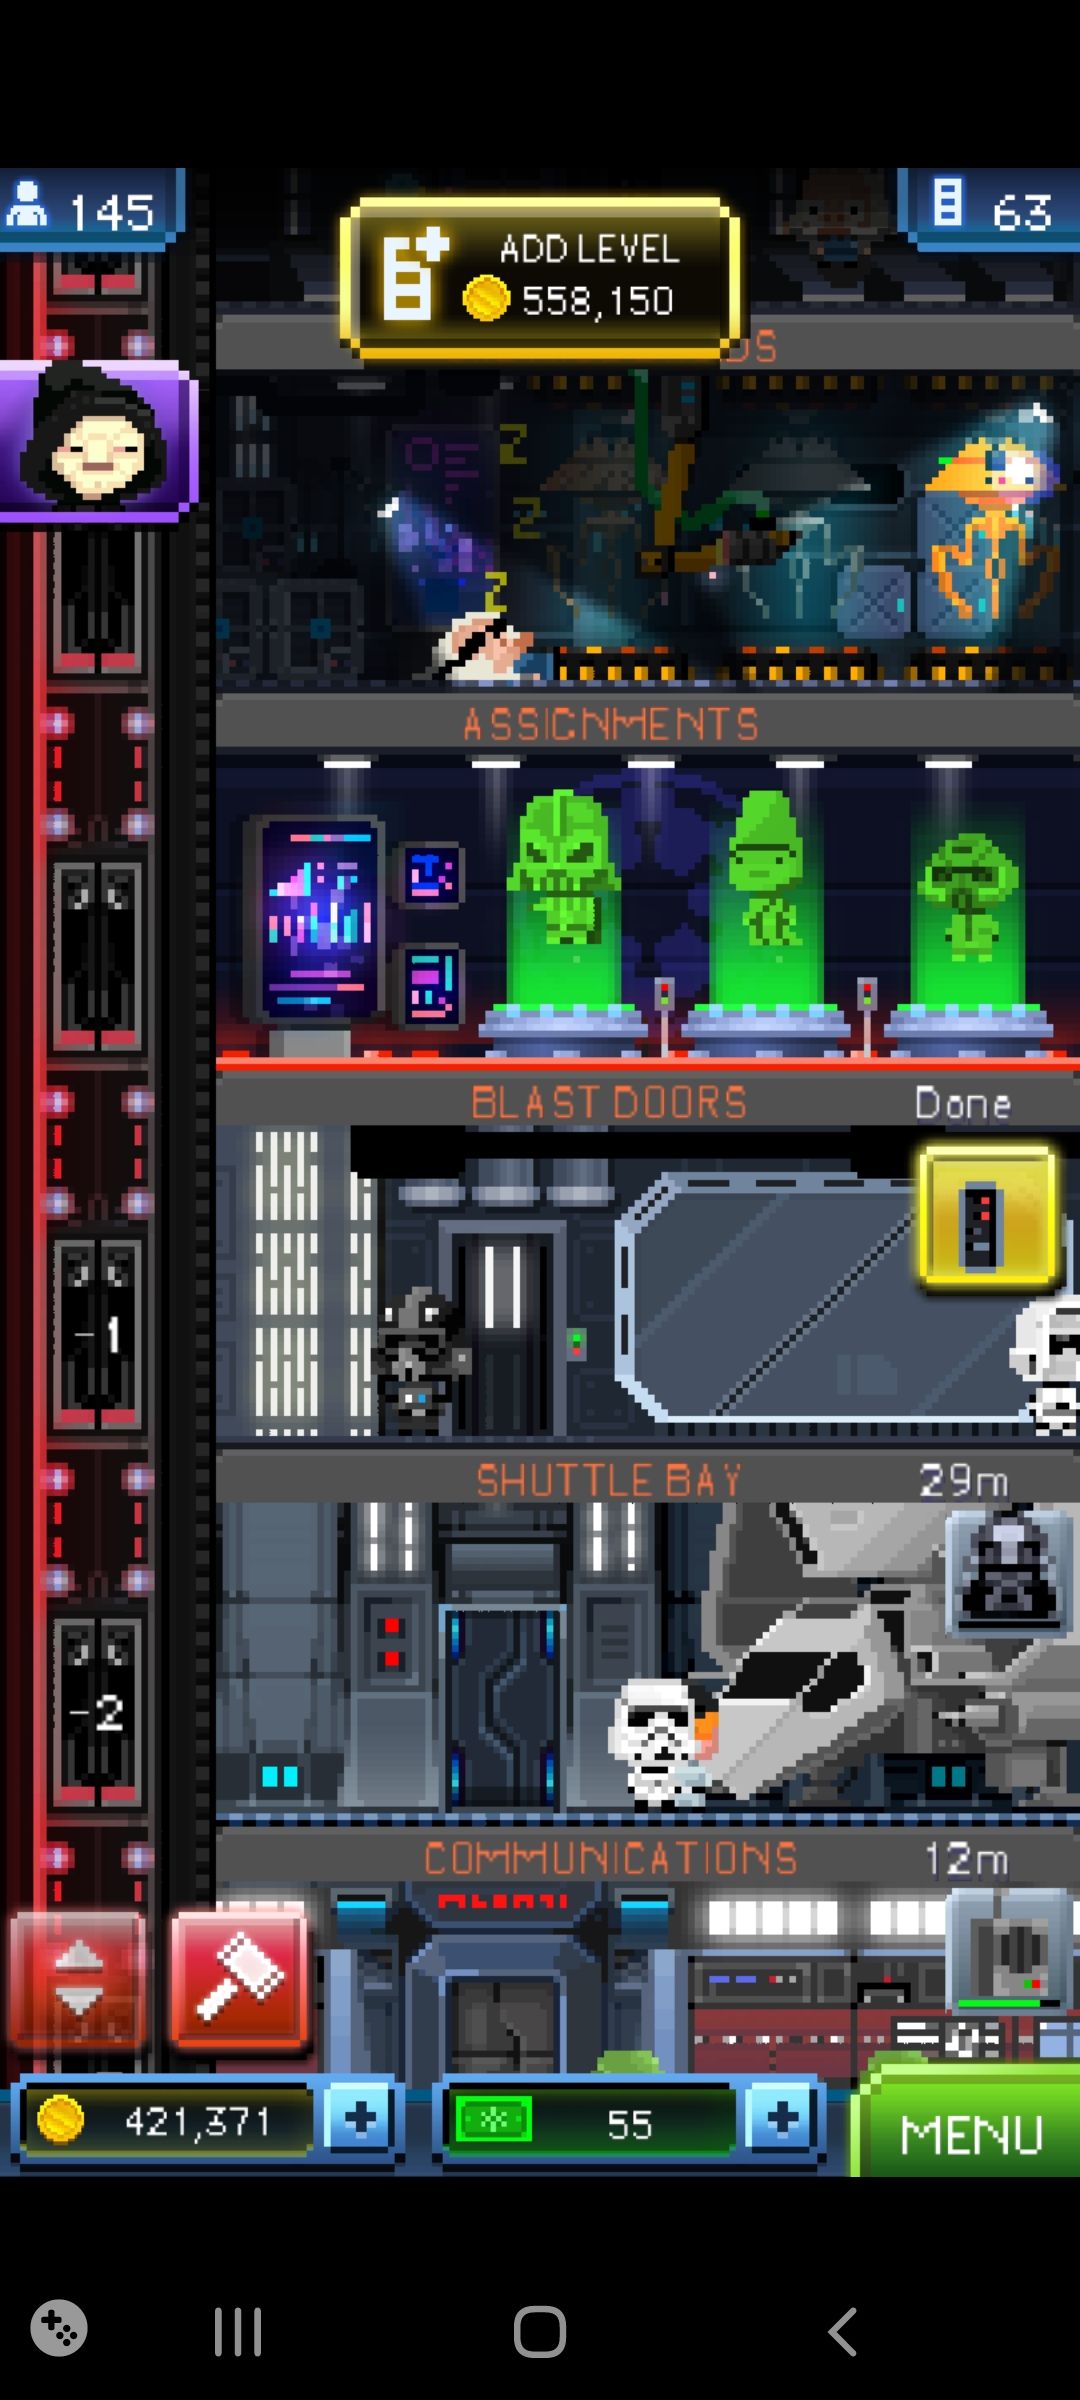 145
ADD LEVEL
558,150
63
DS
Z
Z
Z
ASSIGNMENTS
BLAST DOORS Done
-1
SHUTTLE BAY 29m
-2
COMMUNICATIONS 12m
421,371 + 55 + MENU